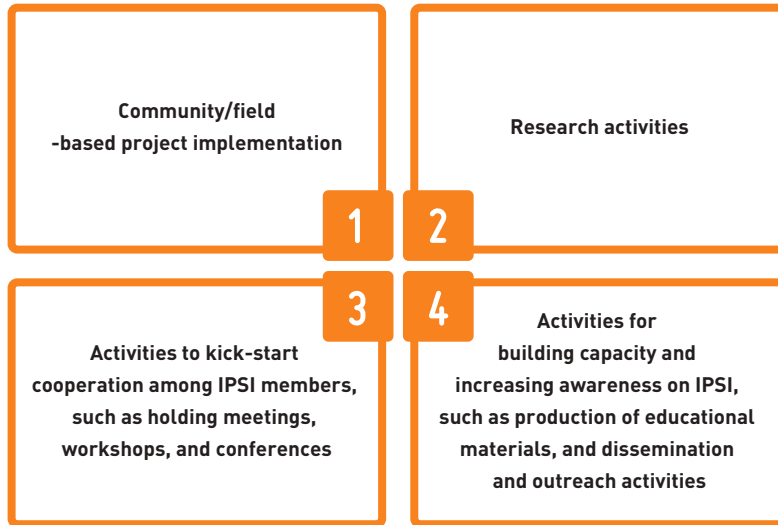 Community/field
-based project implementation
1
Research activities
2
Activities to kick-start
cooperation among IPSI members,
such as holding meetings,
workshops, and conferences
3
Activities for
building capacity and
increasing awareness on IPSI,
such as production of educational
materials, and dissemination
and outreach activities
4